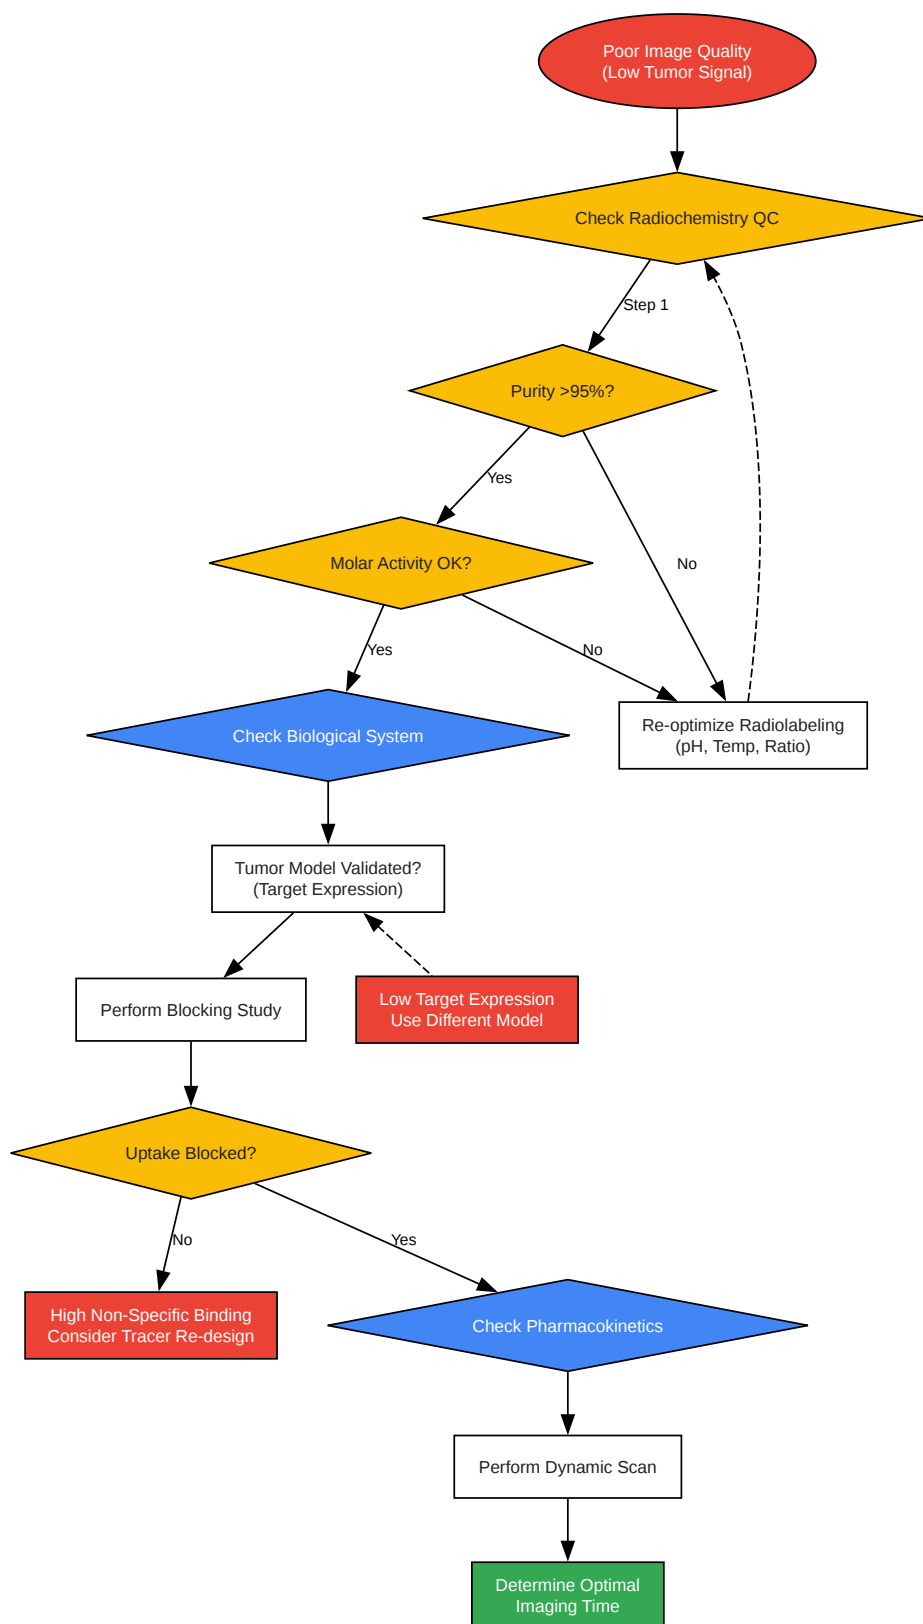 Poor Image Quality
(Low Tumor Signal)
Check Radiochemistry QC
Step 1
Purity >95%?
Yes
No
Molar Activity OK?
Yes
No
Re-optimize Radiolabeling
(pH, Temp, Ratio)
Check Biological System
Tumor Model Validated?
(Target Expression)
Perform Blocking Study
Low Target Expression
Use Different Model
Uptake Blocked?
No
Yes
High Non-Specific Binding
Consider Tracer Re-design
Check Pharmacokinetics
Perform Dynamic Scan
Determine Optimal
Imaging Time